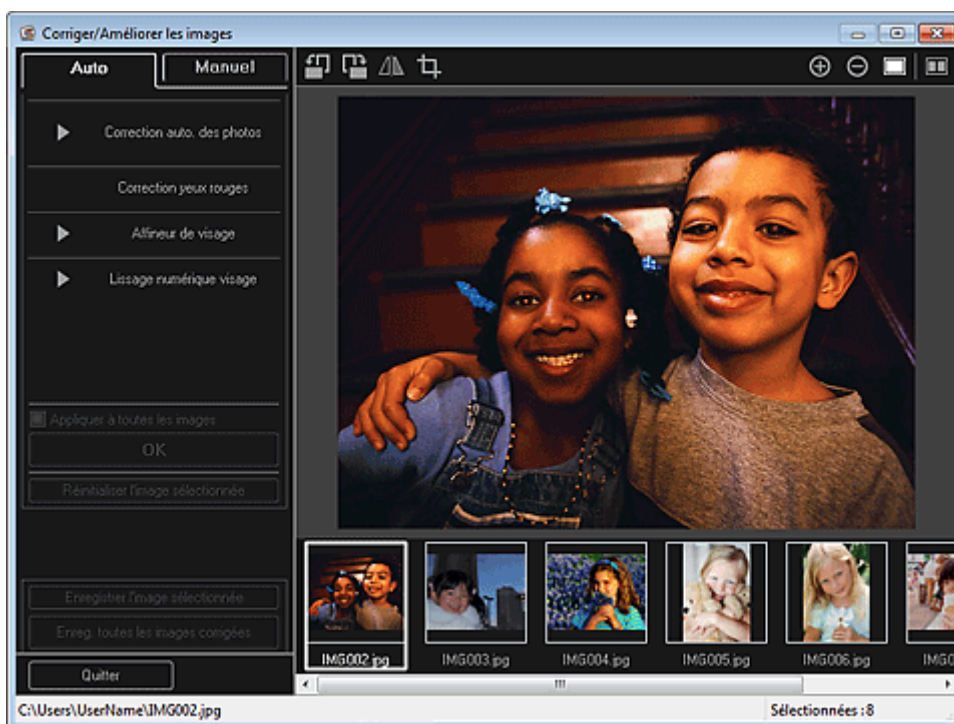 Corriger/Améliorer les images
Auto
Manuel
Correction auto. des photos
Correction yeux rouges
Affineur de visage
Lissage numérique visage
Appliquer à toutes les images
OK
Réinitialiser l'image sélectionnée
Enregistrer l'image sélectionnée
Enreg. toutes les images corrigées
Quitter
IMG002.jpg
IMG003.jpg
IMG004.jpg
IMG005.jpg
IMG006.jpg
IMG0
C:\Users\UserName\IMG002.jpg
Sélectionnées :8